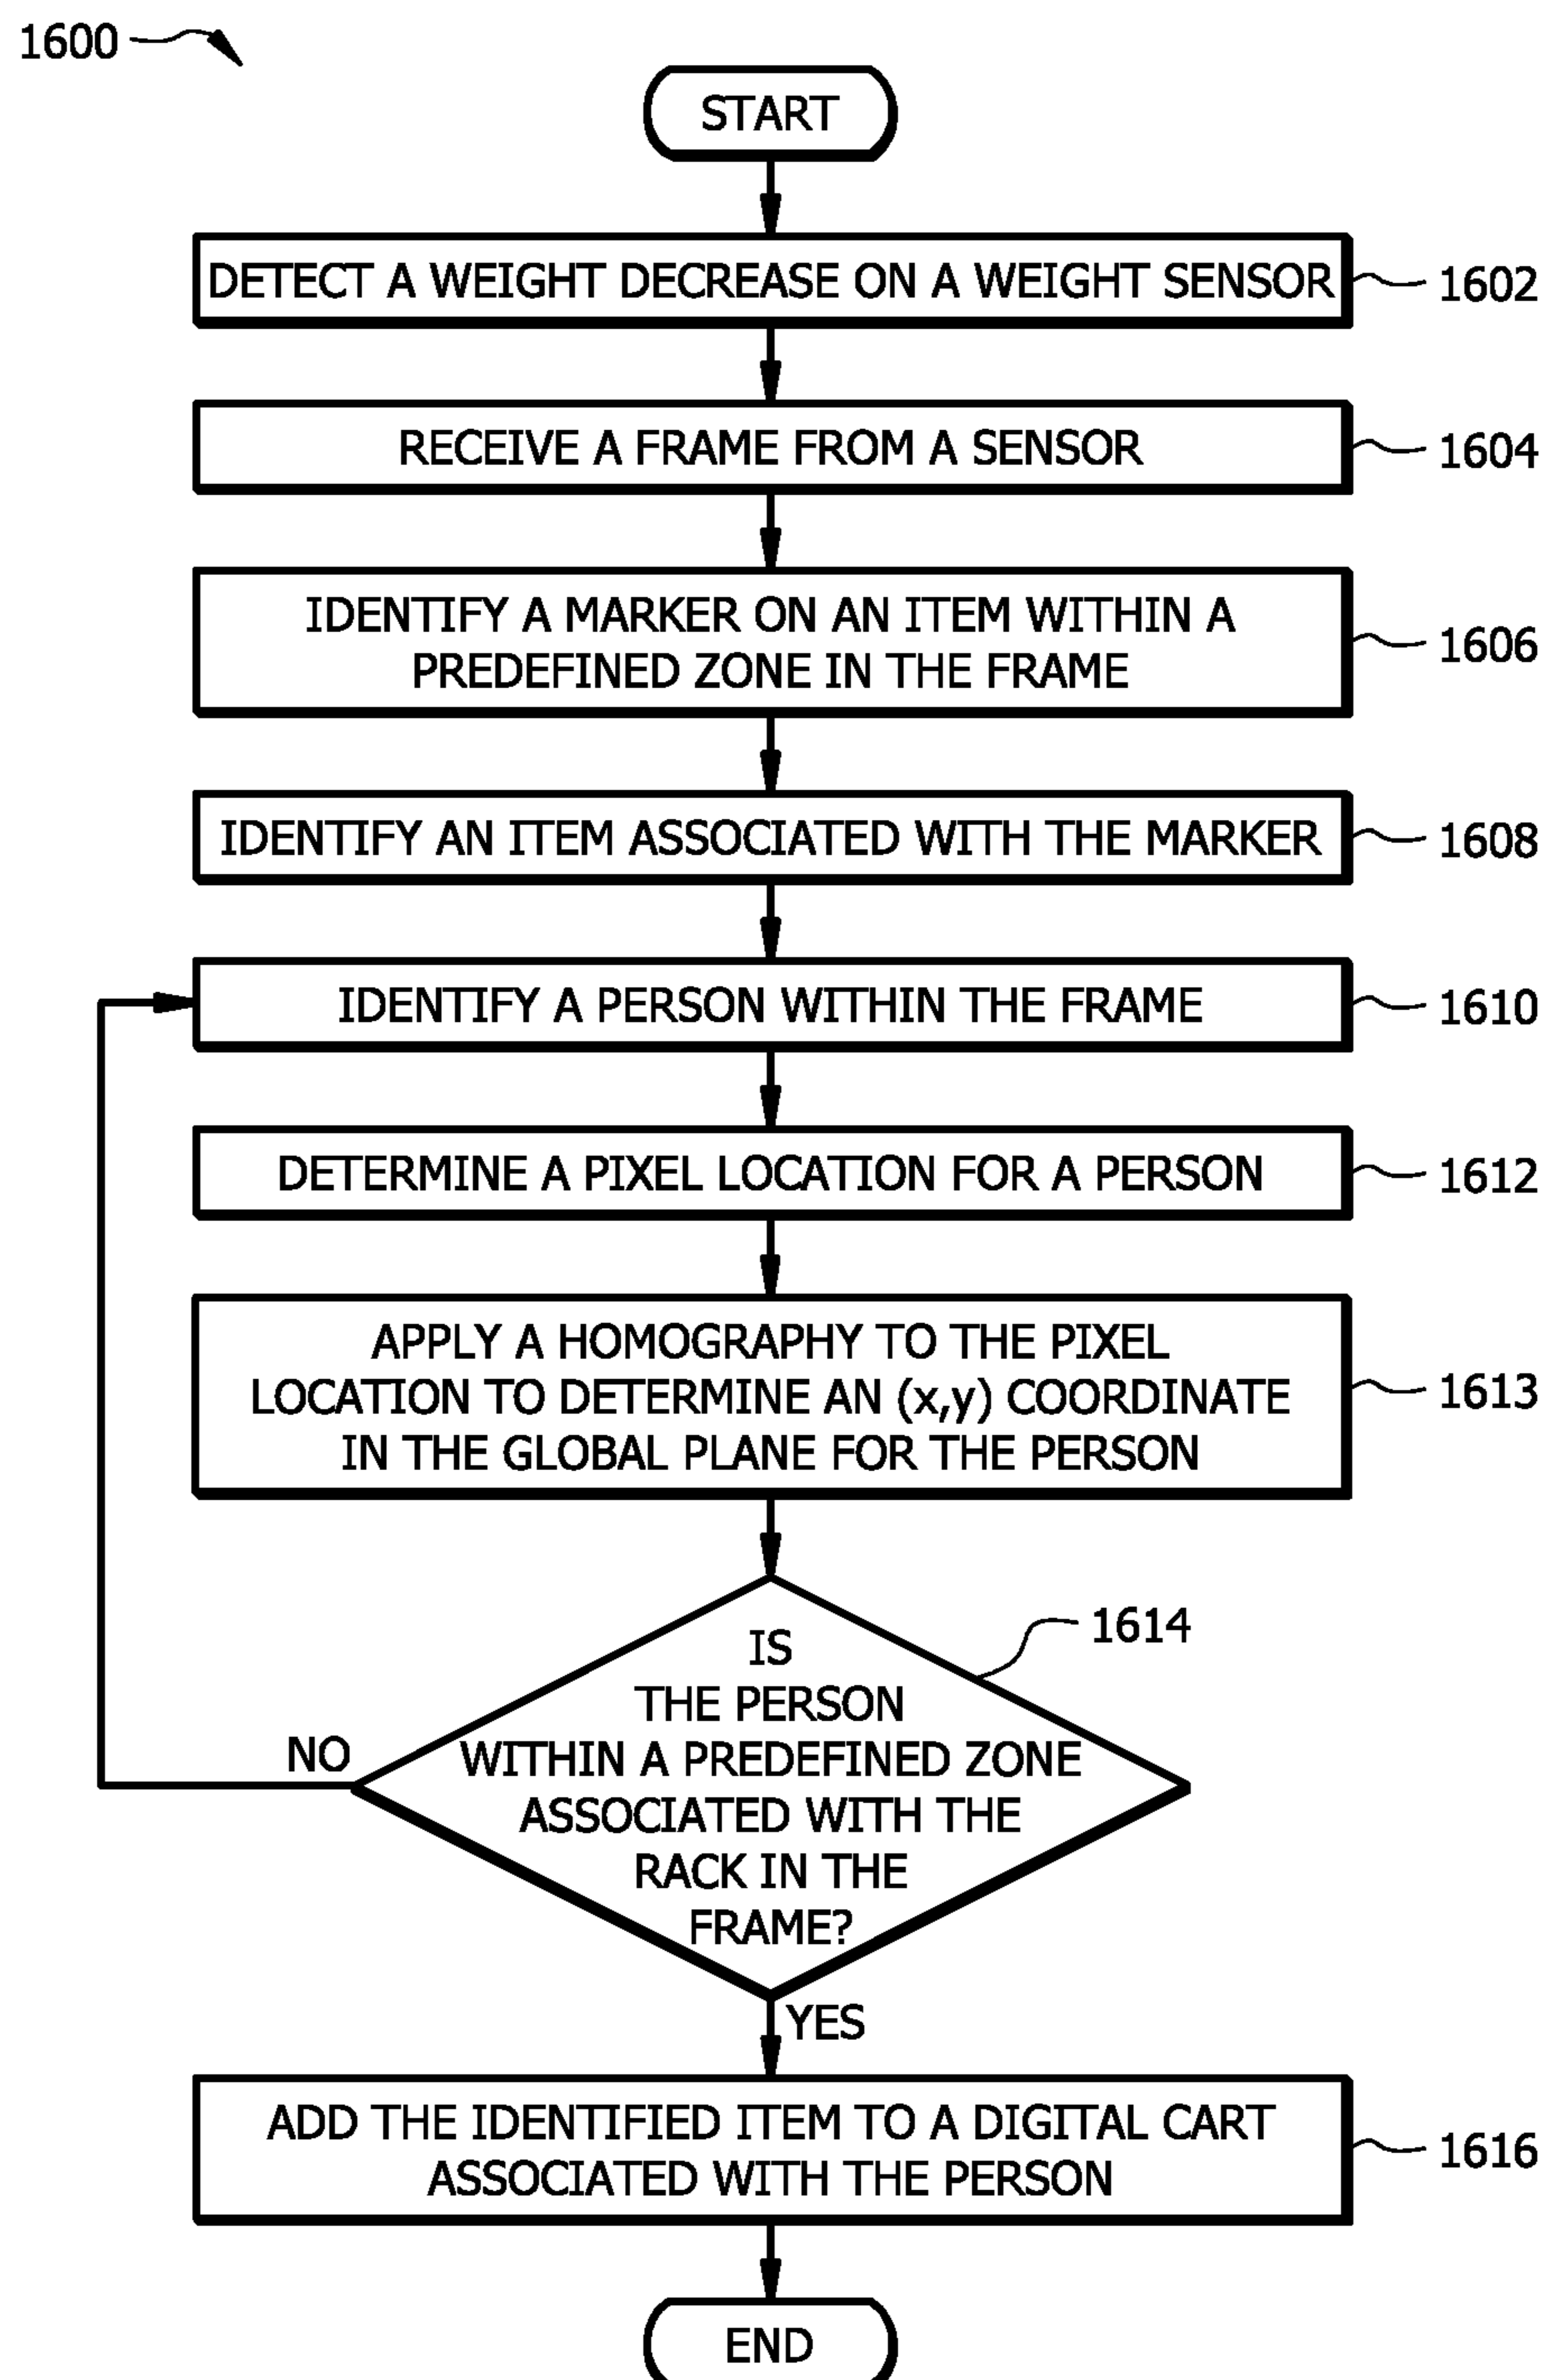 1600
START
DETECT A WEIGHT DECREASE ON A WEIGHT SENSOR
1602
RECEIVE A FRAME FROM A SENSOR
1604
IDENTIFY A MARKER ON AN ITEM WITHIN A
PREDEFINED ZONE IN THE FRAME
1606
IDENTIFY AN ITEM ASSOCIATED WITH THE MARKER
1608
IDENTIFY A PERSON WITHIN THE FRAME
1610
DETERMINE A PIXEL LOCATION FOR A PERSON
1612
APPLY A HOMOGRAPHY TO THE PIXEL
LOCATION TO DETERMINE AN (x,y) COORDINATE
IN THE GLOBAL PLANE FOR THE PERSON
1613
IS
THE PERSON
WITHIN A PREDEFINED ZONE
ASSOCIATED WITH THE
RACK IN THE
FRAME?
1614
NO
YES
ADD THE IDENTIFIED ITEM TO A DIGITAL CART
ASSOCIATED WITH THE PERSON
1616
END